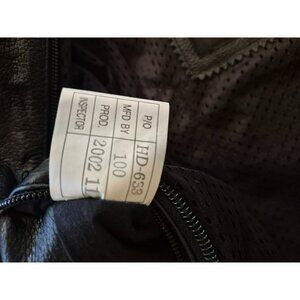 P/O HD-633
MFD BY 100
PROD. 2002 11
INSPECTOR